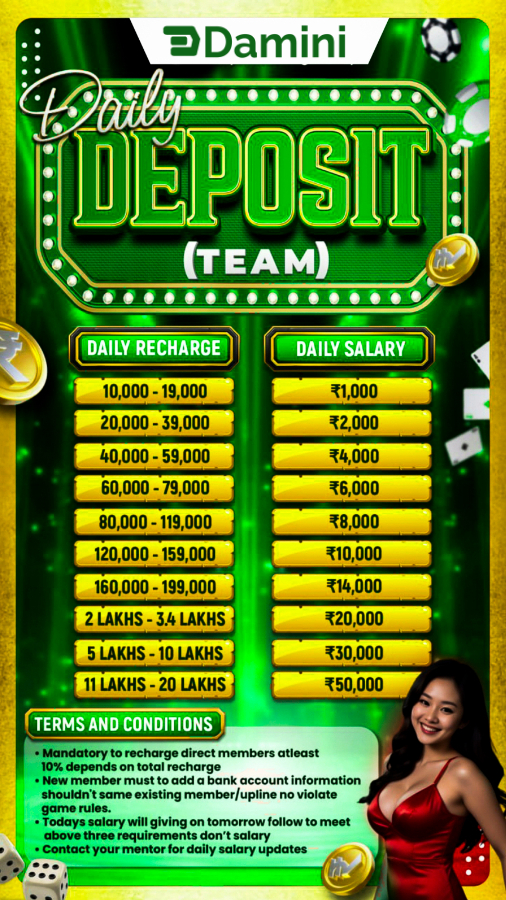 Damini
Daily
DEPOSIT
(TEAM)
DAILY RECHARGE
DAILY SALARY
10,000 - 19,000
₹1,000
20,000 - 39,000
₹2,000
40,000 - 59,000
₹4,000
60,000 - 79,000
₹6,000
80,000 - 119,000
₹8,000
120,000 - 159,000
₹10,000
160,000 - 199,000
₹14,000
2 LAKHS - 3.4 LAKHS
₹20,000
5 LAKHS - 10 LAKHS
₹30,000
11 LAKHS - 20 LAKHS
₹50,000
TERMS AND CONDITIONS
• Mandatory to recharge direct members atleast
10% depends on total recharge
• New member must to add a bank account information
shouldn't same existing member/upline no violate
game rules.
• Todays salary will giving on tomorrow follow to meet
above three requirements don't salary
• Contact your mentor for daily salary updates